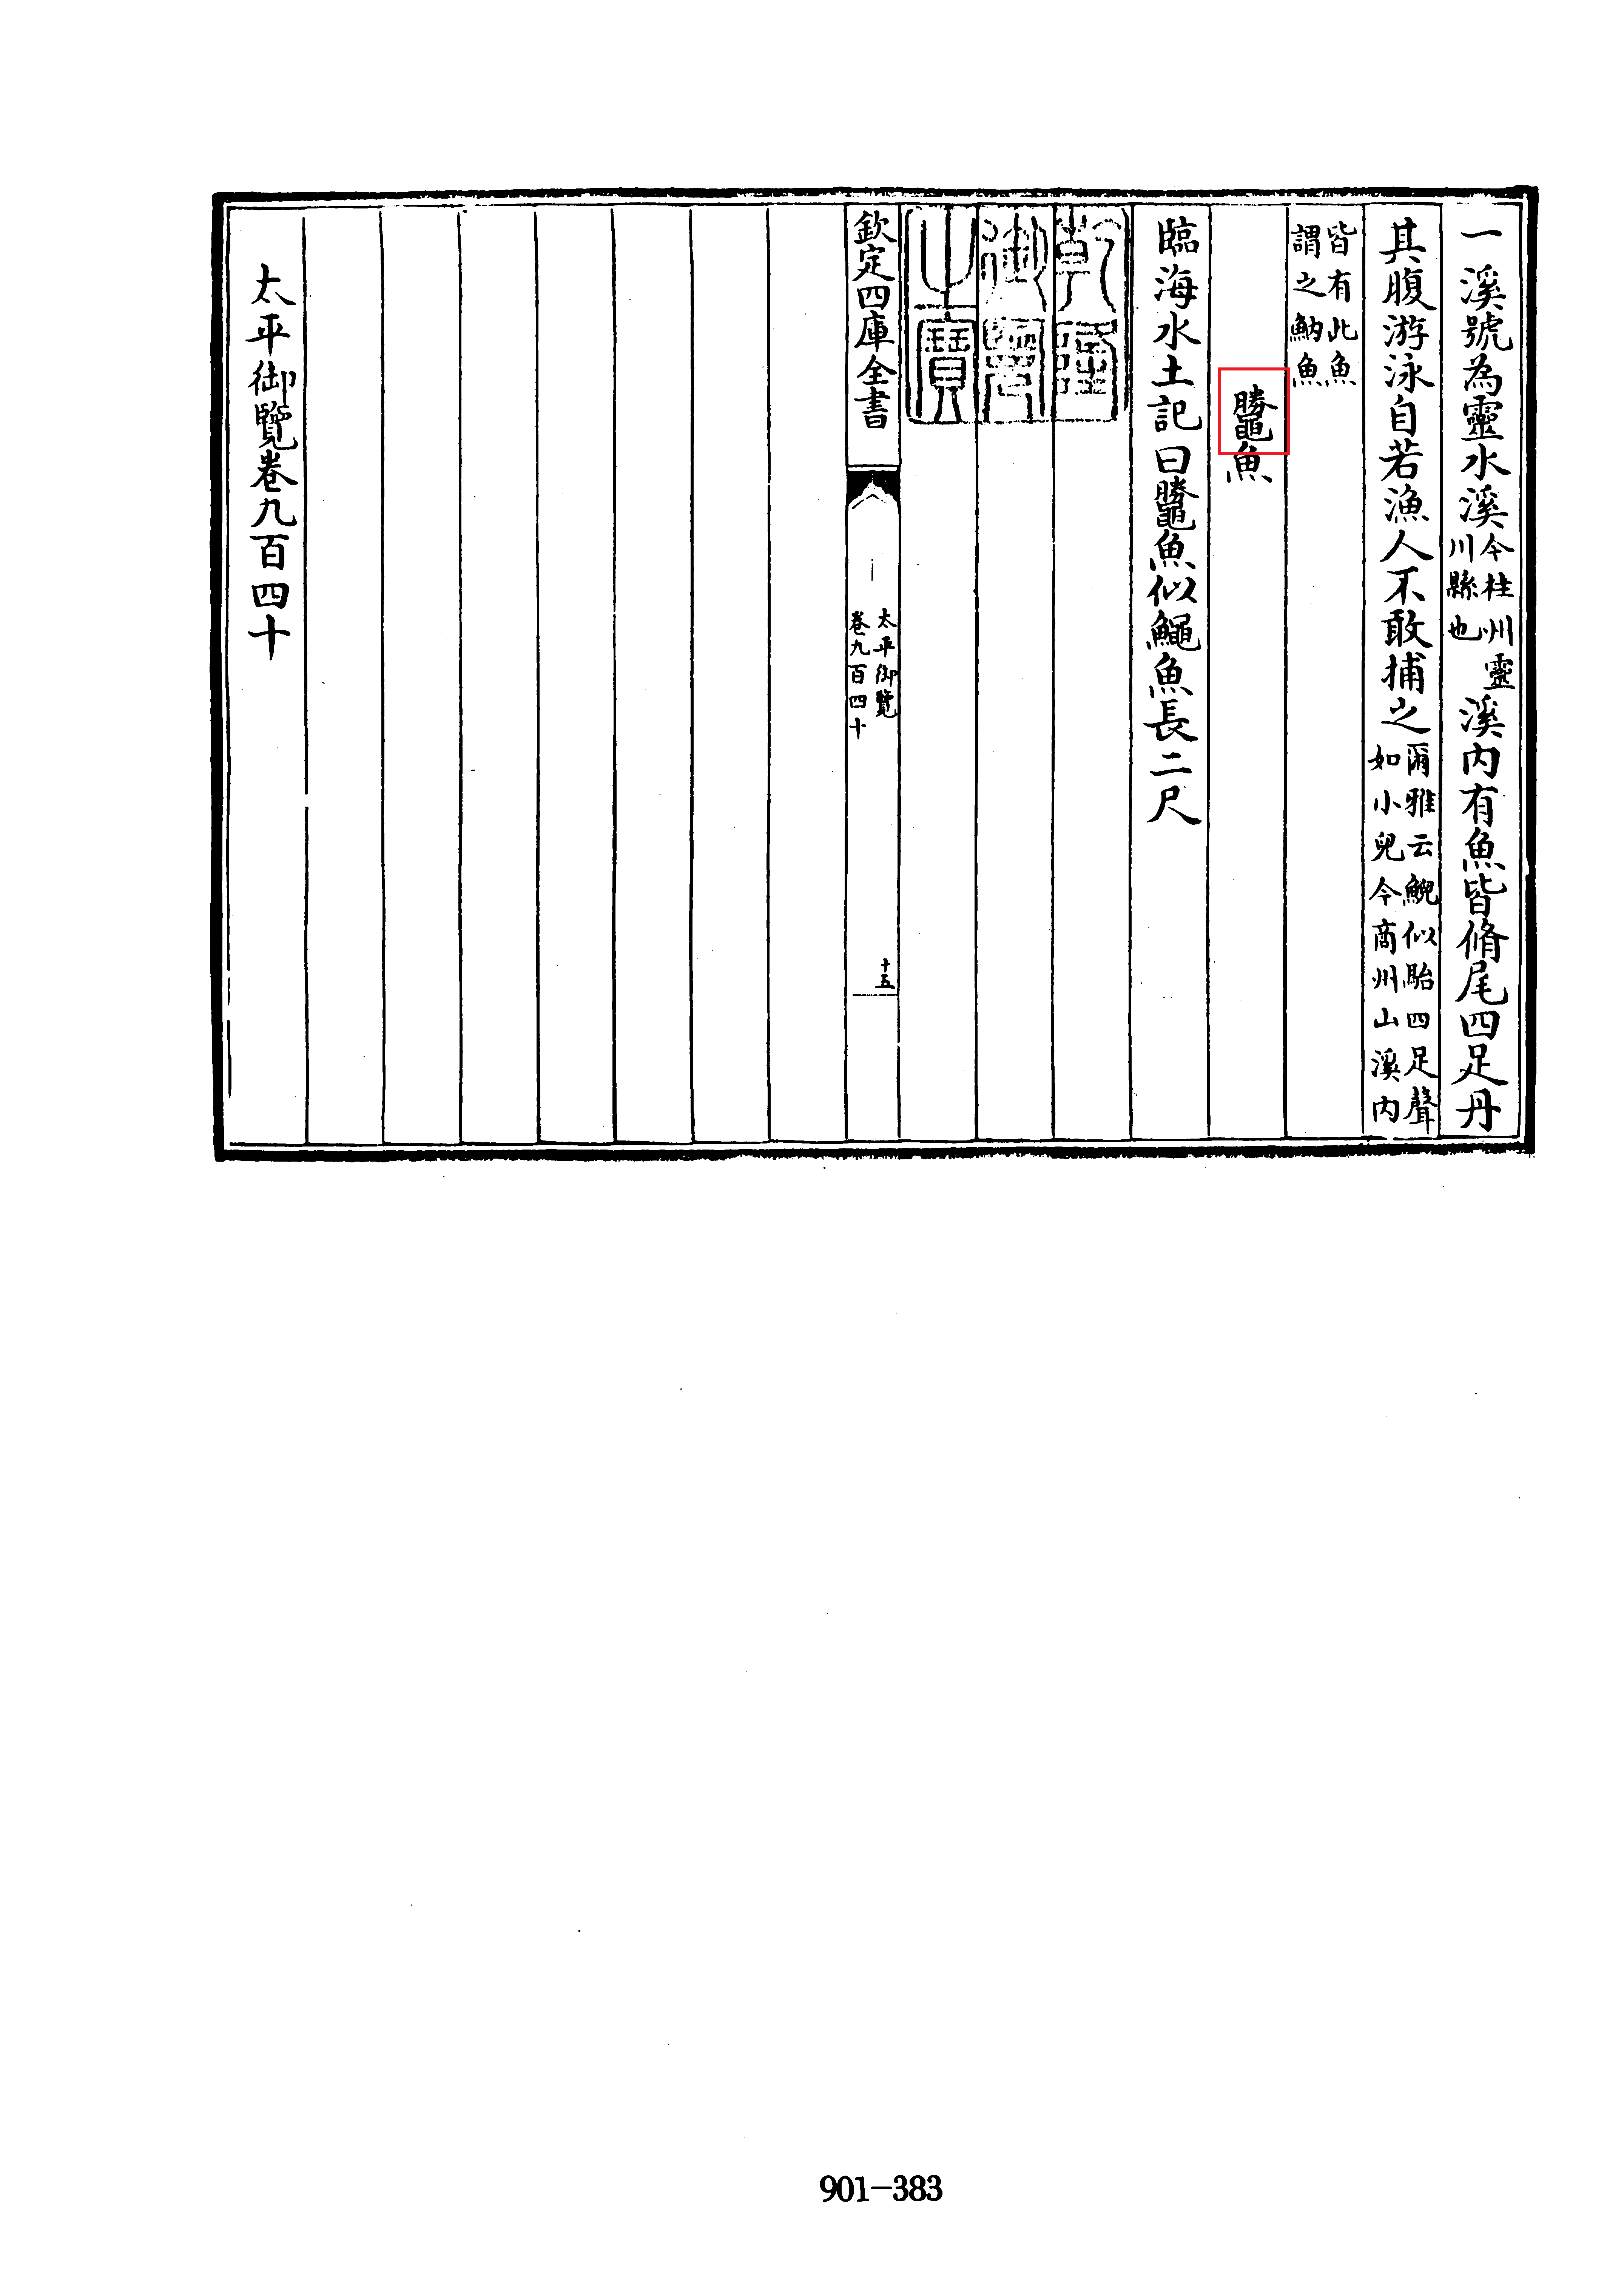 一溪號為靈水溪今桂州靈川縣也溪内有魚皆脩尾四足丹
其腹游泳自若漁人不敢捕之爾雅云鯢似鮐四足聲如小兒今商州山溪内
皆有此魚謂之魶魚
魚
臨海水土記曰魚似鱦魚長二尺
乾隆
御覽
之寶
欽定四庫全書
太平御覽
卷九百四十
十五
太平御覽卷九百四十
901-383